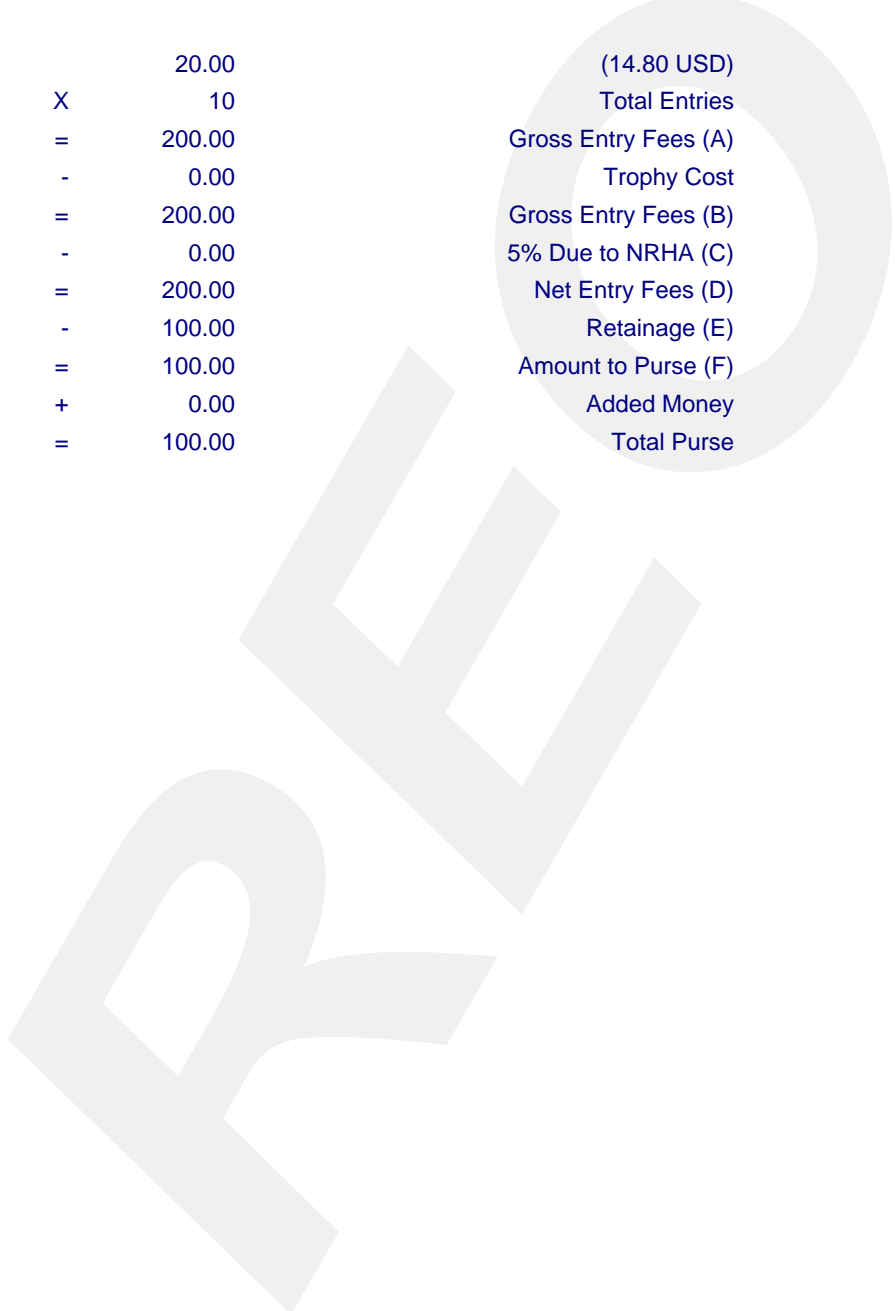 20.00 (14.80 USD)
X 10 Total Entries
= 200.00 Gross Entry Fees (A)
- 0.00 Trophy Cost
= 200.00 Gross Entry Fees (B)
- 0.00 5% Due to NRHA (C)
= 200.00 Net Entry Fees (D)
- 100.00 Retainage (E)
= 100.00 Amount to Purse (F)
+ 0.00 Added Money
= 100.00 Total Purse
REO